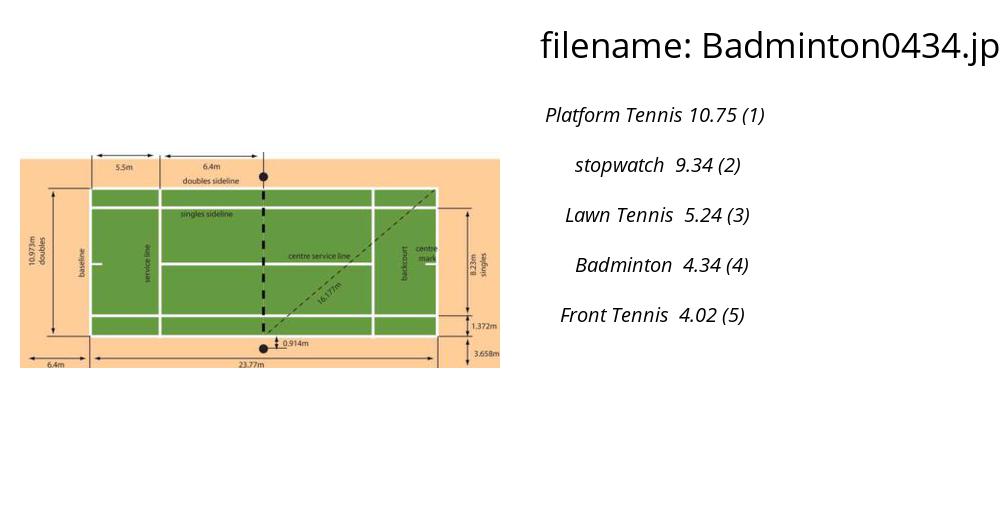 filename: Badminton0434.jp
Platform Tennis 10.75 (1)
stopwatch 9.34 (2)
Lawn Tennis 5.24 (3)
Badminton 4.34 (4)
Front Tennis 4.02 (5)
5.5m
6.4m
doubles sideline
singles sideline
10.973m
doubles
baseline
service line
centre service line
backcourt
centre
mark
8.23m
singles
16.177m
1.372m
0.914m
3.658m
6.4m
23.77m